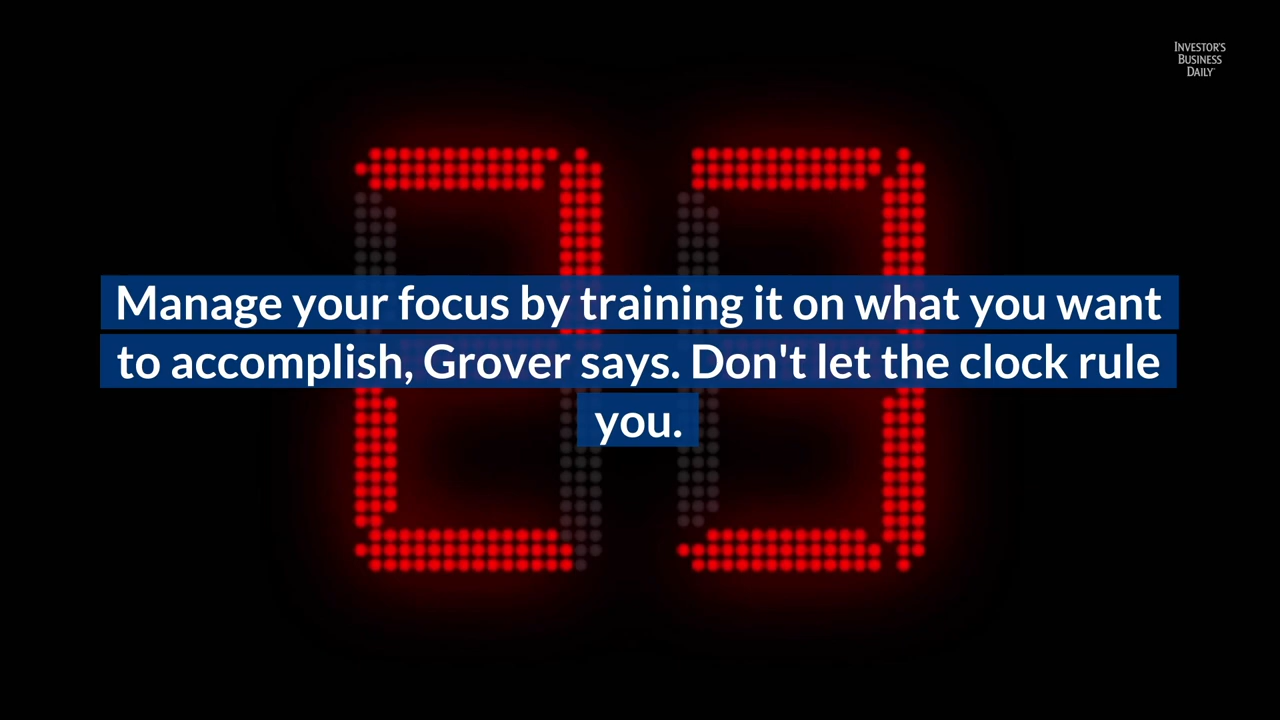 INVESTOR'S
BUSINESS
DAILY
23
Manage your focus by training it on what you want
to accomplish, Grover says. Don't let the clock rule
you.